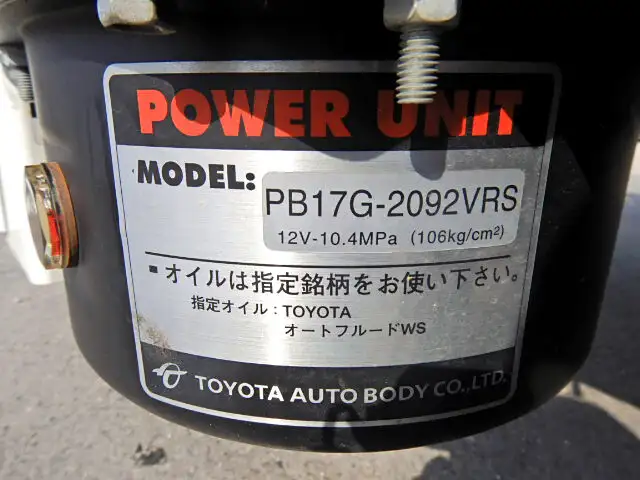 POWER UNIT
MODEL:
PB17G-2092VRS
12V-10.4MPa (106kg/cm²)
■オイルは指定銘柄をお使い下さい。
指定オイル:TOYOTA
オートフルードWS
TOYOTA AUTO BODY CO.,LTD.